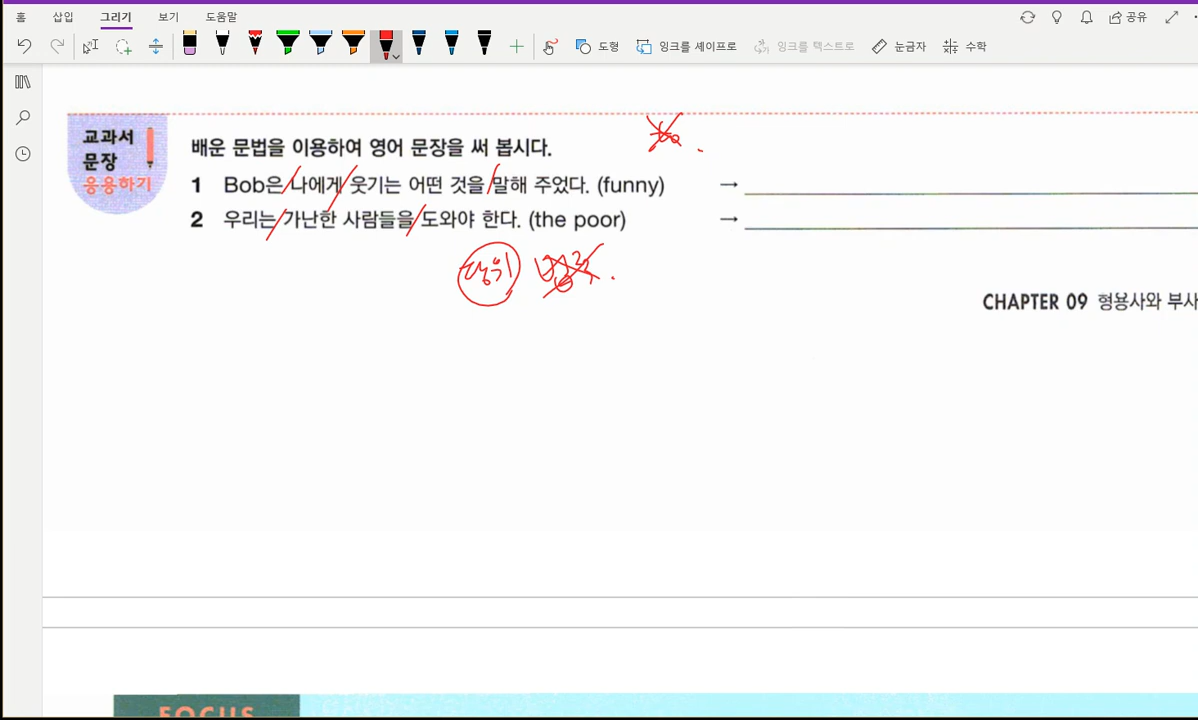 홈 삽입 그리기 보기 도움말 공유
도형 잉크를 셰이프로 잉크를 텍스트로 눈금자 수학
교과서
문장
응용하기
배운 문법을 이용하여 영어 문장을 써 봅시다.
1 Bob은 나에게 웃기는 어떤 것을 말해 주었다. (funny) →
2 우리는 가난한 사람들을 도와야 한다. (the poor) →
CHAPTER 09 형용사와 부사
FOCUS